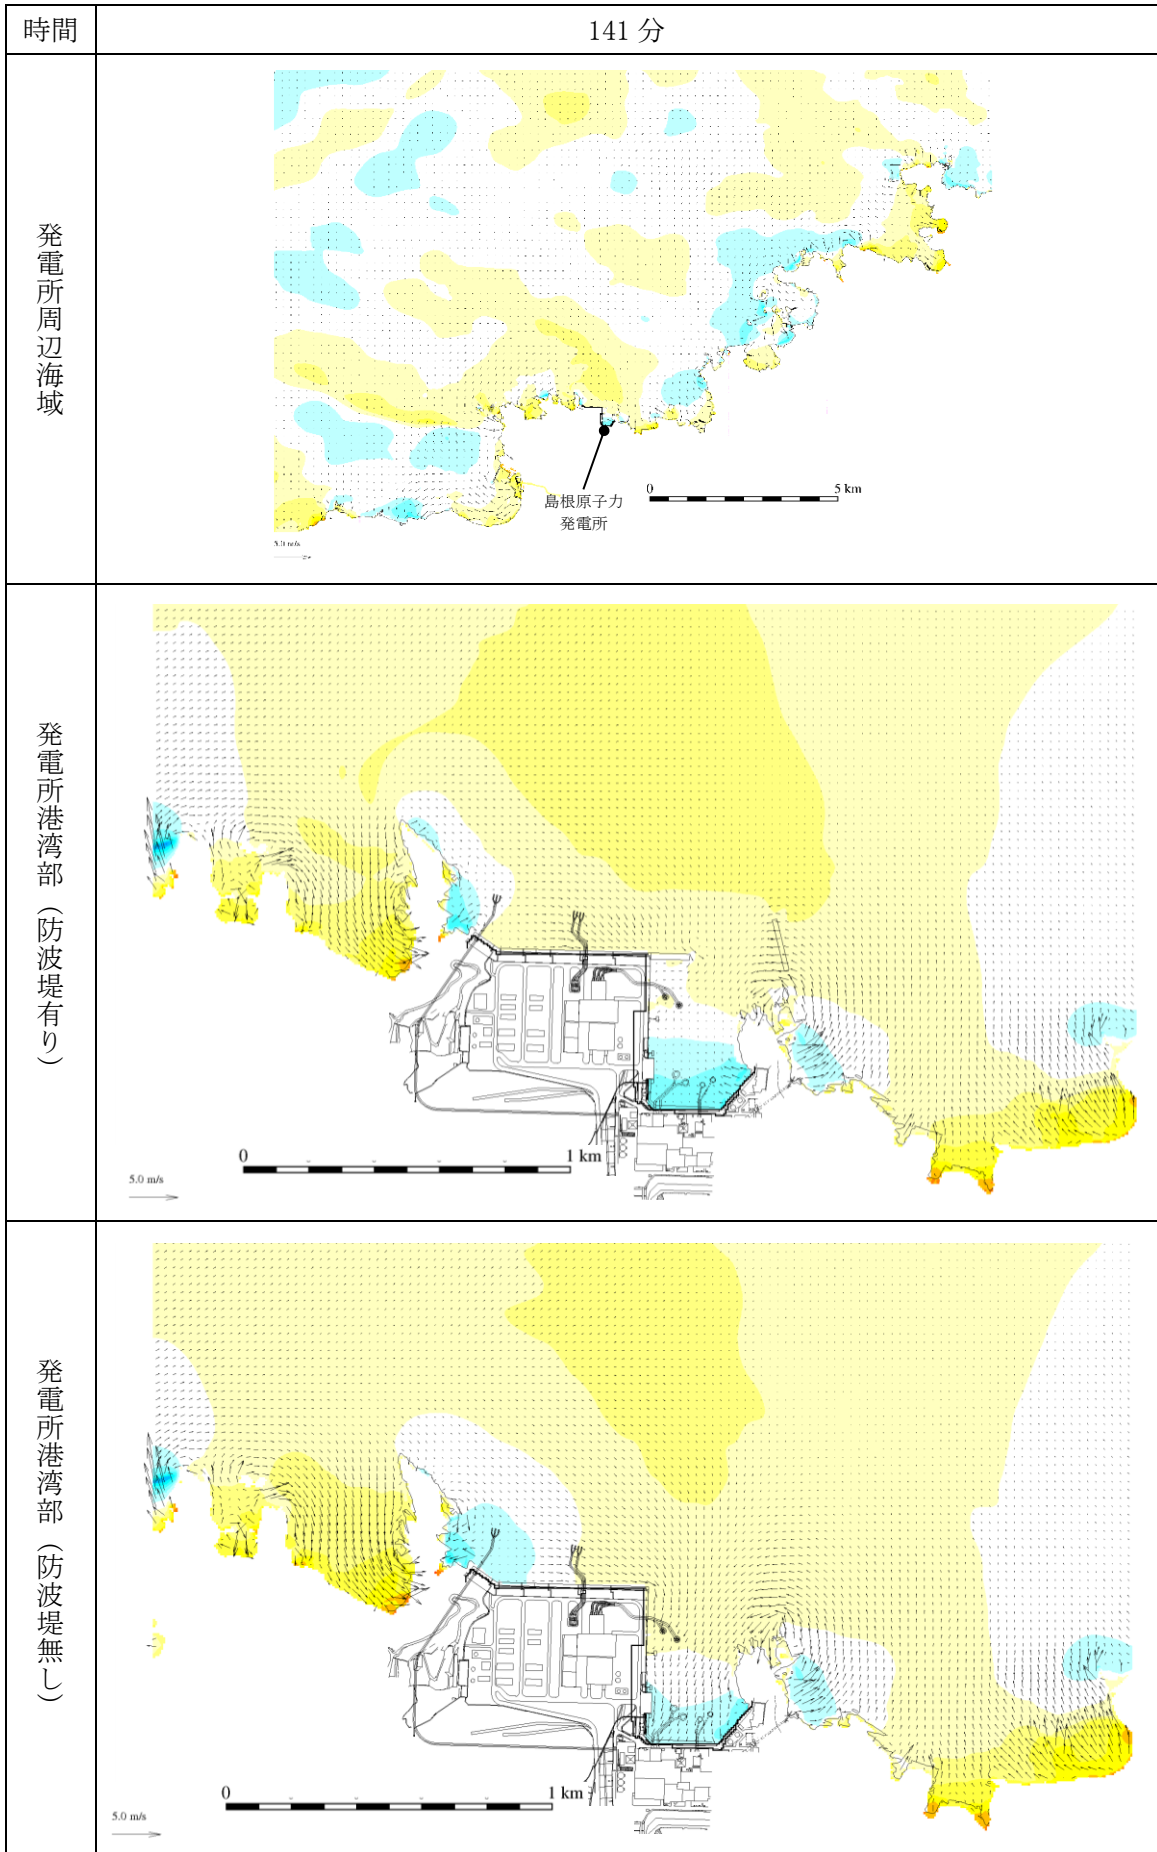 時間
141 分
発電所周辺海域
島根原子力
発電所
0
5 km
5.0 m/s
発電所港湾部（防波堤有り）
0
1 km
5.0 m/s
発電所港湾部（防波堤無し）
0
1 km
5.0 m/s